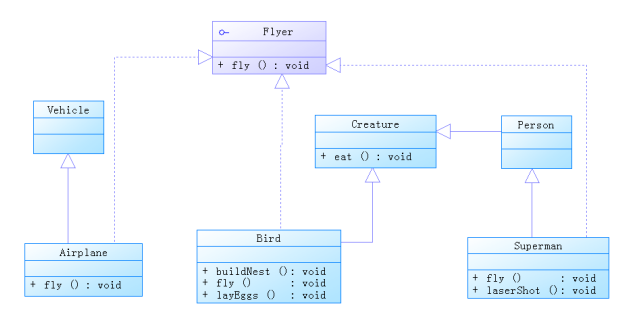 Flyer
+ fly () : void
Vehicle
Creature
+ eat () : void
Person
Airplane
+ fly () : void
Bird
+ buildNest () : void
+ fly () : void
+ layEggs () : void
Superman
+ fly () : void
+ laserShot () : void